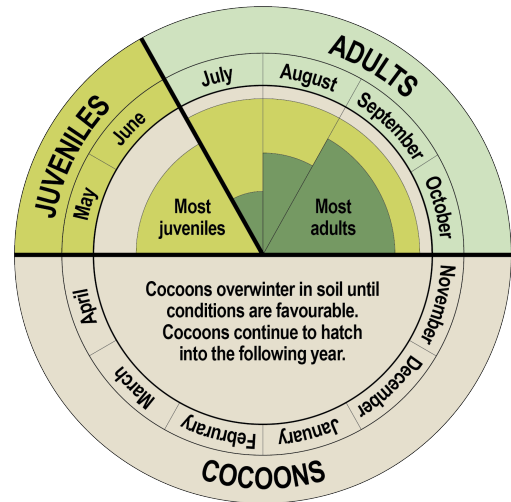 ADULTS
JUVENILES
COCOONS
May
June
July
August
September
October
November
December
January
Februrary
March
April
Most
juveniles
Most
adults
Cocoons overwinter in soil until
conditions are favourable.
Cocoons continue to hatch
into the following year.